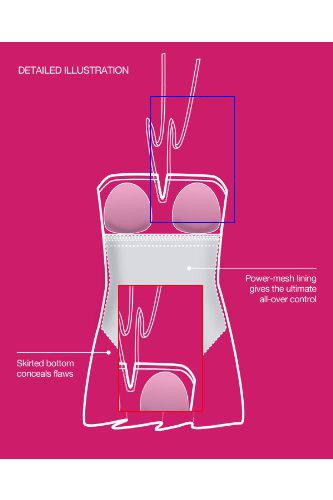 DETAILED ILLUSTRATION
Power-mesh lining
gives the ultimate
all-over control
Skirted bottom
conceals flaws